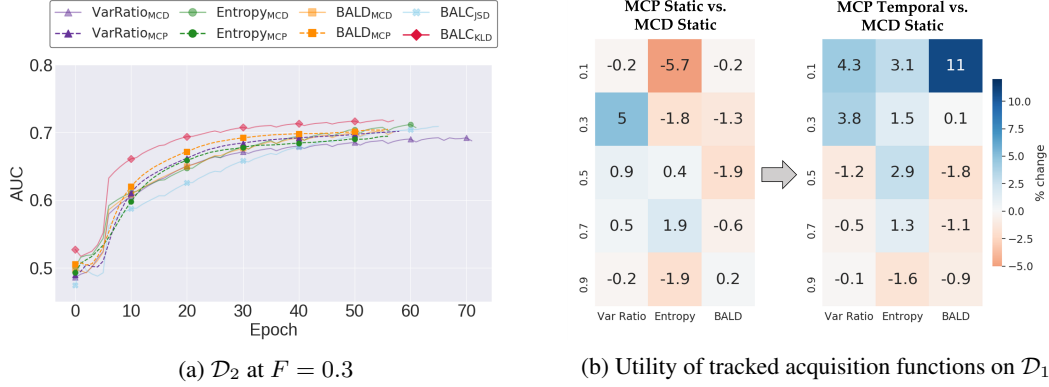 VarRatio_MCD Entropy_MCD BALD_MCD BALC_JSD
VarRatio_MCP Entropy_MCP BALD_MCP BALC_KLD
0.8
0.7
0.6
0.5
AUC
0 10 20 30 40 50 60 70
Epoch
(a) 𝒟₂ at F = 0.3
MCP Static vs.
MCD Static
0.1 -0.2 -5.7 -0.2
0.3 5 -1.8 -1.3
0.5 0.9 0.4 -1.9
0.7 0.5 1.9 -0.6
0.9 -0.2 -1.9 0.2
Var Ratio Entropy BALD
MCP Temporal vs.
MCD Static
0.1 4.3 3.1 11
0.3 3.8 1.5 0.1
0.5 -1.2 2.9 -1.8
0.7 -0.5 1.3 -1.1
0.9 -0.1 -1.6 -0.9
Var Ratio Entropy BALD
10.0
7.5
5.0
2.5
0.0
−2.5
−5.0
% change
(b) Utility of tracked acquisition functions on 𝒟₁